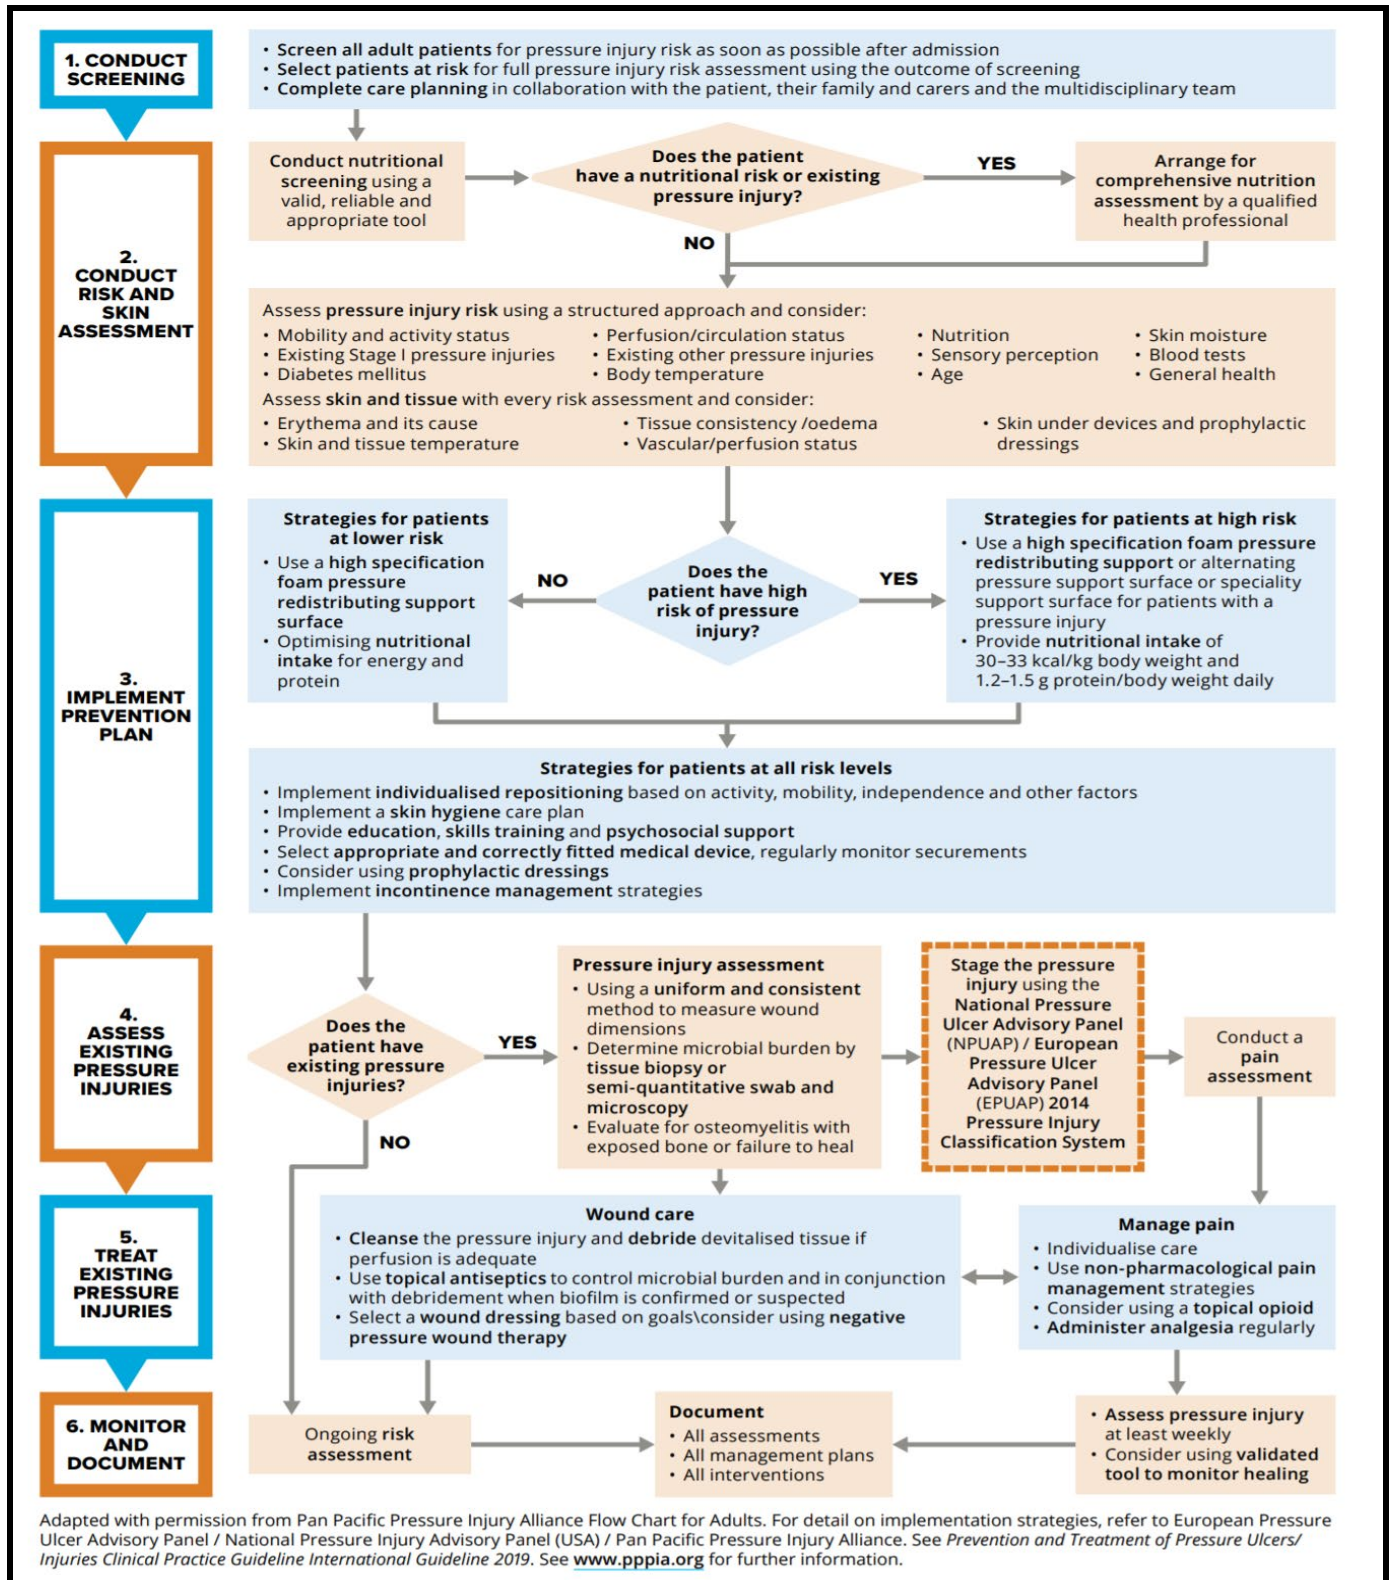 1. CONDUCT
SCREENING
• Screen all adult patients for pressure injury risk as soon as possible after admission
• Select patients at risk for full pressure injury risk assessment using the outcome of screening
• Complete care planning in collaboration with the patient, their family and carers and the multidisciplinary team
2.
CONDUCT
RISK AND
SKIN
ASSESSMENT
Conduct nutritional
screening using a
valid, reliable and
appropriate tool
Does the patient
have a nutritional risk or existing
pressure injury?
YES
Arrange for
comprehensive nutrition
assessment by a qualified
health professional
NO
Assess pressure injury risk using a structured approach and consider:
• Mobility and activity status
• Existing Stage I pressure injuries
• Diabetes mellitus
• Perfusion/circulation status
• Existing other pressure injuries
• Body temperature
• Nutrition
• Sensory perception
• Age
• Skin moisture
• Blood tests
• General health
Assess skin and tissue with every risk assessment and consider:
• Erythema and its cause
• Skin and tissue temperature
• Tissue consistency /oedema
• Vascular/perfusion status
• Skin under devices and prophylactic
dressings
3.
IMPLEMENT
PREVENTION
PLAN
Strategies for patients
at lower risk
• Use a high specification
foam pressure
redistributing support
surface
• Optimising nutritional
intake for energy and
protein
NO
Does the
patient have high
risk of pressure
injury?
YES
Strategies for patients at high risk
• Use a high specification foam pressure
redistributing support or alternating
pressure support surface or speciality
support surface for patients with a
pressure injury
• Provide nutritional intake of
30–33 kcal/kg body weight and
1.2–1.5 g protein/body weight daily
Strategies for patients at all risk levels
• Implement individualised repositioning based on activity, mobility, independence and other factors
• Implement a skin hygiene care plan
• Provide education, skills training and psychosocial support
• Select appropriate and correctly fitted medical device, regularly monitor securements
• Consider using prophylactic dressings
• Implement incontinence management strategies
4.
ASSESS
EXISTING
PRESSURE
INJURIES
Does the
patient have
existing pressure
injuries?
YES
NO
Pressure injury assessment
• Using a uniform and consistent
method to measure wound
dimensions
• Determine microbial burden by
tissue biopsy or
semi-quantitative swab and
microscopy
• Evaluate for osteomyelitis with
exposed bone or failure to heal
Stage the pressure
injury using the
National Pressure
Ulcer Advisory Panel
(NPUAP) / European
Pressure Ulcer
Advisory Panel
(EPUAP) 2014
Pressure Injury
Classification System
Conduct a
pain
assessment
5.
TREAT
EXISTING
PRESSURE
INJURIES
Wound care
• Cleanse the pressure injury and debride devitalised tissue if
perfusion is adequate
• Use topical antiseptics to control microbial burden and in conjunction
with debridement when biofilm is confirmed or suspected
• Select a wound dressing based on goals\consider using negative
pressure wound therapy
Manage pain
• Individualise care
• Use non-pharmacological pain
management strategies
• Consider using a topical opioid
• Administer analgesia regularly
6. MONITOR
AND
DOCUMENT
Ongoing risk
assessment
Document
• All assessments
• All management plans
• All interventions
• Assess pressure injury
at least weekly
• Consider using validated
tool to monitor healing
Adapted with permission from Pan Pacific Pressure Injury Alliance Flow Chart for Adults. For detail on implementation strategies, refer to European Pressure
Ulcer Advisory Panel / National Pressure Injury Advisory Panel (USA) / Pan Pacific Pressure Injury Alliance. See Prevention and Treatment of Pressure Ulcers/
Injuries Clinical Practice Guideline International Guideline 2019. See www.pppia.org for further information.